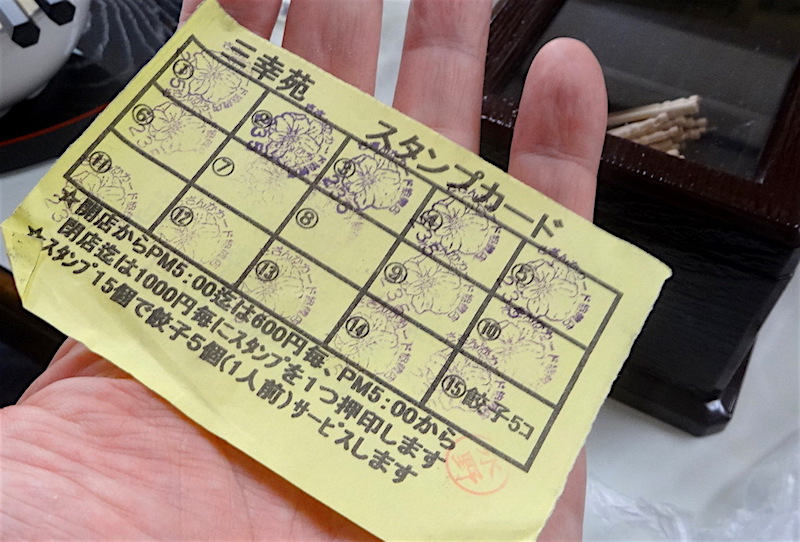 三幸苑
スタンプカード
① ② ③ ④ ⑤
⑥ ⑦ ⑧ ⑨ ⑩
⑪ ⑫ ⑬ ⑭ ⑮餃子5コ
★開店からPM5:00迄は600円毎、PM5:00から
閉店迄は1000円毎にスタンプを1つ押印します
★スタンプ15個で餃子5個(1人前)サービスします